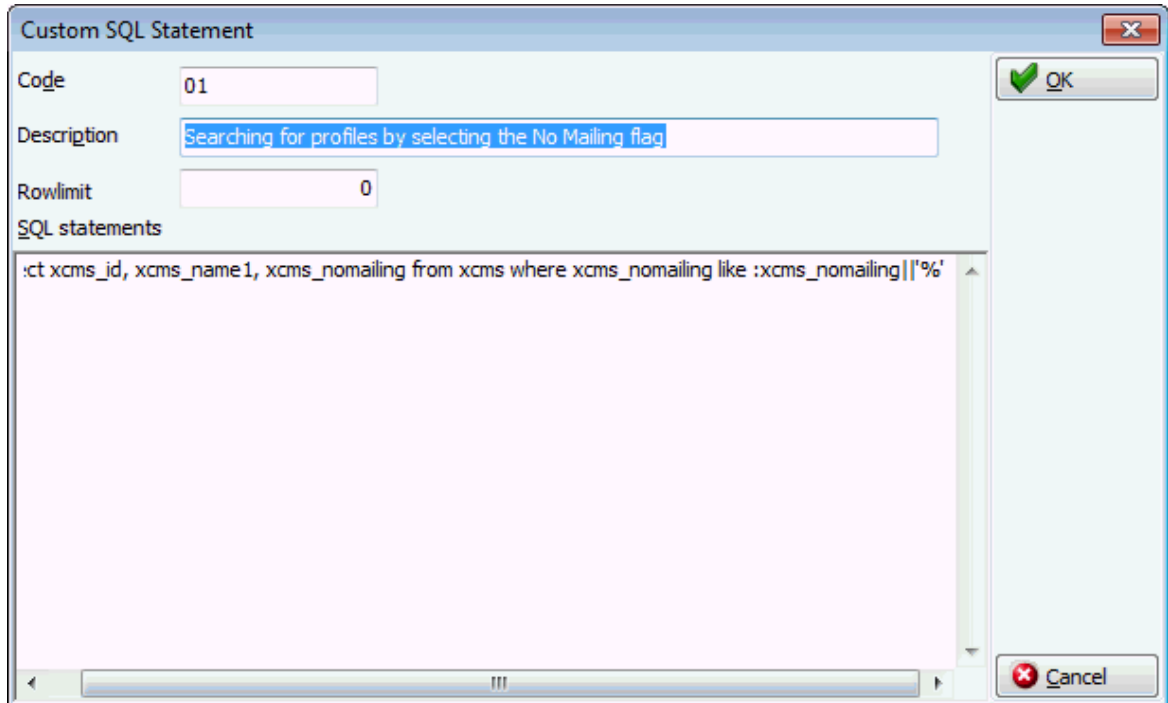 Custom SQL Statement
Code
01
OK
Description
Searching for profiles by selecting the No Mailing flag
Rowlimit
0
SQL statements
:ct xcms_id, xcms_name1, xcms_nomailing from xcms where xcms_nomailing like :xcms_nomailing||'%'
Cancel